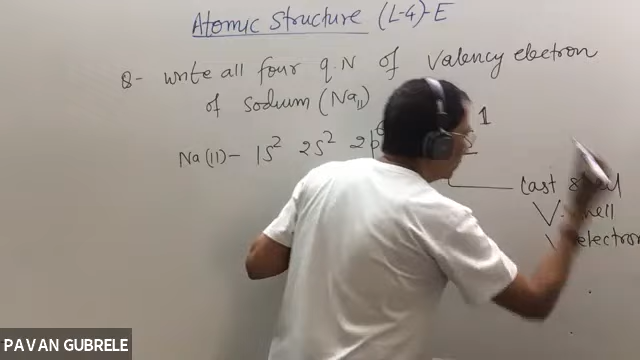 Atomic Structure (L-4)-E
8- write all four q.N of Valency electron
of sodium (Na11)
Na(11)- 1s² 2s² 2p⁶ 1
Last shell
V. shell
V electron
PAVAN GUBRELE